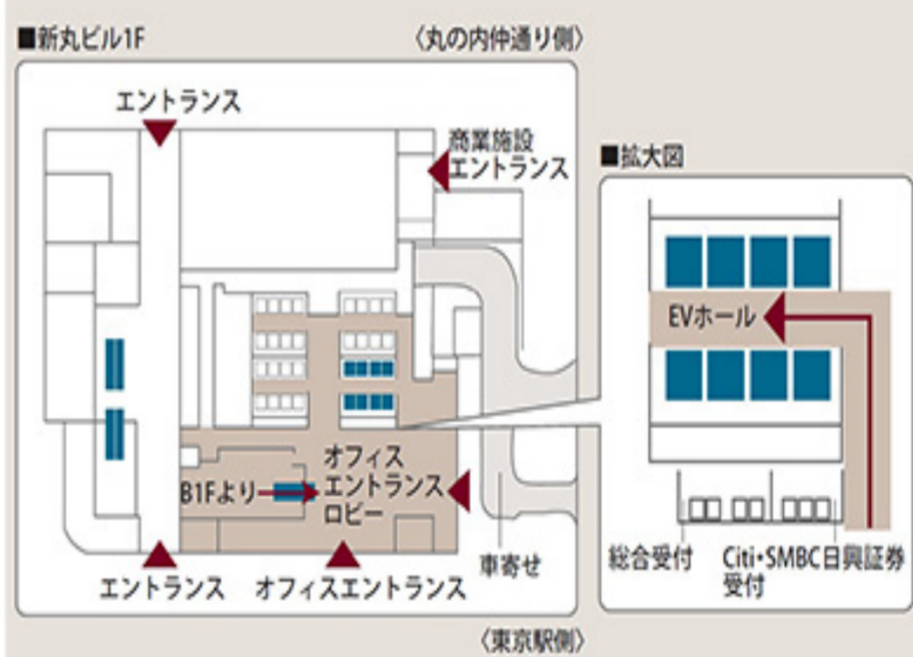 ■新丸ビル1F
〈丸の内仲通り側〉
エントランス
商業施設
エントランス
■拡大図
EVホール
オフィス
エントランス
ロビー
B1Fより
総合受付
Citi・SMBC日興証券
受付
車寄せ
エントランス
オフィスエントランス
〈東京駅側〉